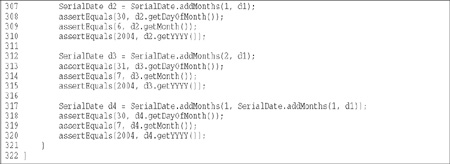 307 SerialDate d2 = SerialDate.addMonths(1, d1);
308 assertEquals(30, d2.getDayOfMonth());
309 assertEquals(6, d2.getMonth());
310 assertEquals(2004, d2.getYYYY());
311
312 SerialDate d3 = SerialDate.addMonths(2, d1);
313 assertEquals(31, d3.getDayOfMonth());
314 assertEquals(7, d3.getMonth());
315 assertEquals(2004, d3.getYYYY());
316
317 SerialDate d4 = SerialDate.addMonths(1, SerialDate.addMonths(1, d1));
318 assertEquals(30, d4.getDayOfMonth());
319 assertEquals(7, d4.getMonth());
320 assertEquals(2004, d4.getYYYY());
321 }
322 }